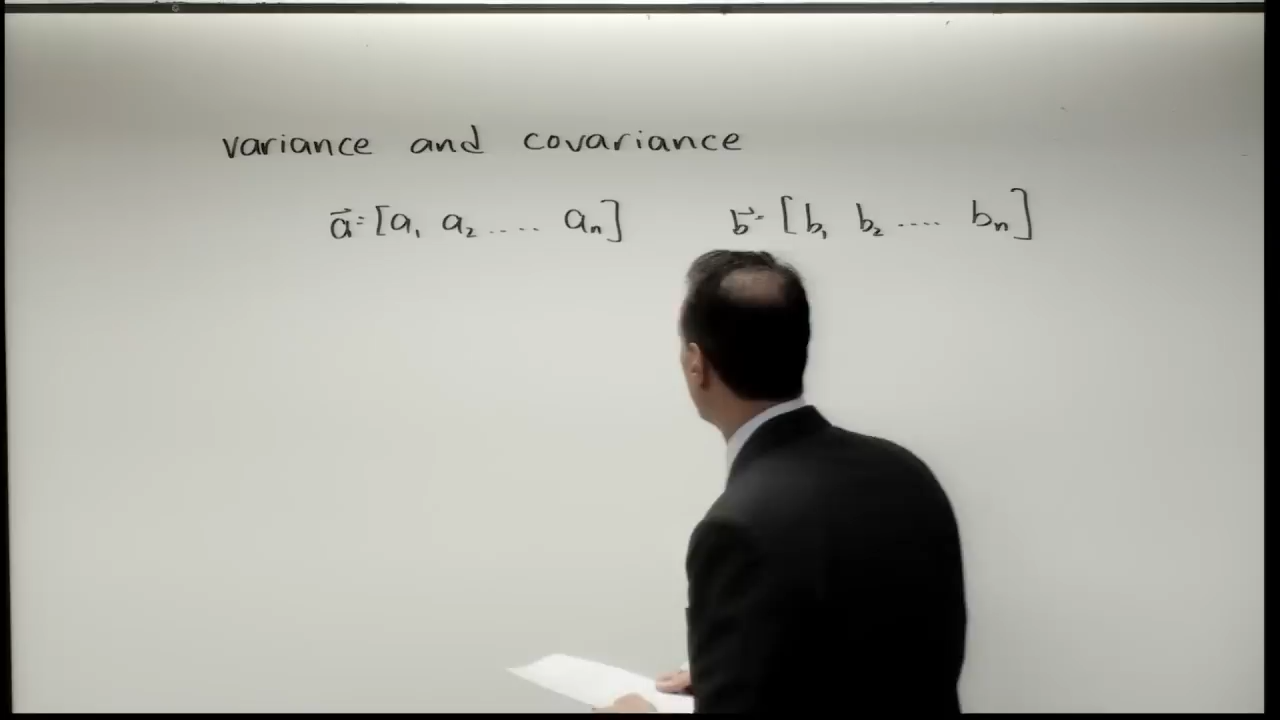 variance and covariance
a⃗ = [a₁ a₂ .... aₙ] b⃗ = [b₁ b₂ .... bₙ]